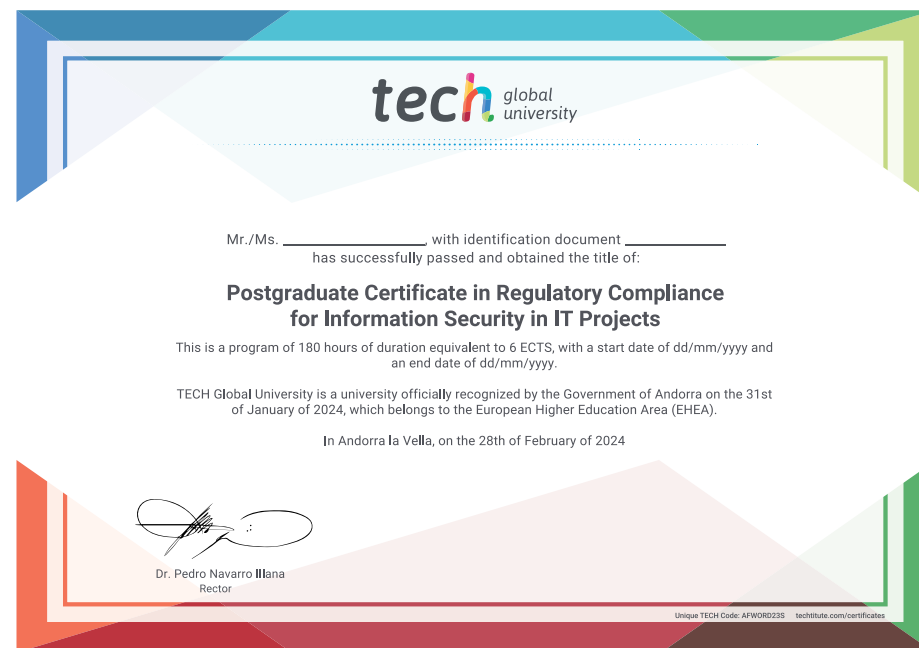 tech global university
Mr./Ms. ____________________, with identification document ______________
has successfully passed and obtained the title of:
Postgraduate Certificate in Regulatory Compliance
for Information Security in IT Projects
This is a program of 180 hours of duration equivalent to 6 ECTS, with a start date of dd/mm/yyyy and
an end date of dd/mm/yyyy.
TECH Global University is a university officially recognized by the Government of Andorra on the 31st
of January of 2024, which belongs to the European Higher Education Area (EHEA).
In Andorra la Vella, on the 28th of February of 2024
Dr. Pedro Navarro Illana
Rector
Unique TECH Code: AFWORD23S techtitute.com/certificates